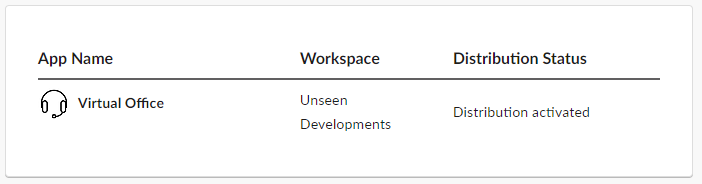 App Name Workspace Distribution Status
Virtual Office Unseen Developments Distribution activated